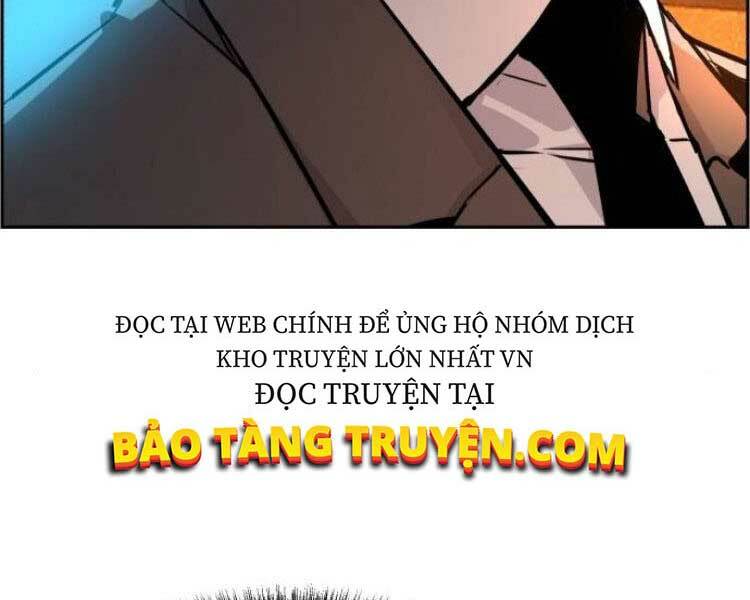 ĐỌC TẠI WEB CHÍNH ĐỂ ỦNG HỘ NHÓM DỊCH
KHO TRUYỆN LỚN NHẤT VN
ĐỌC TRUYỆN TẠI
BẢO TÀNG TRUYỆN.COM